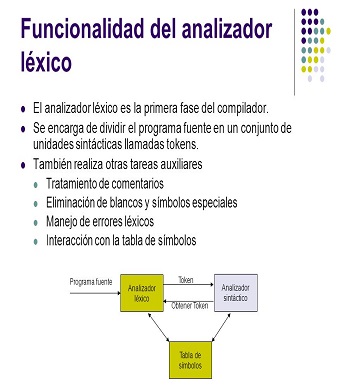 Funcionalidad del analizador
léxico
El analizador léxico es la primera fase del compilador.
Se encarga de dividir el programa fuente en un conjunto de
unidades sintácticas llamadas tokens.
También realiza otras tareas auxiliares
Tratamiento de comentarios
Eliminación de blancos y símbolos especiales
Manejo de errores léxicos
Interacción con la tabla de símbolos
Programa fuente
Analizador
léxico
Token
Obtener Token
Analizador
sintáctico
Tabla de
símbolos